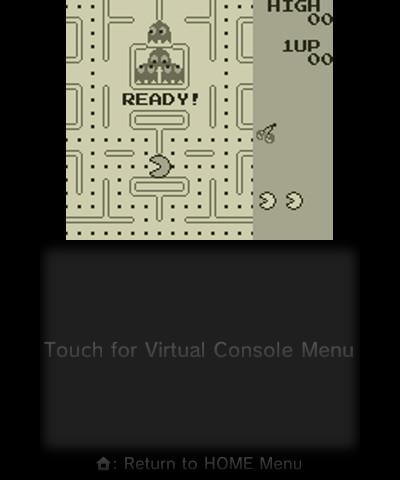 HIGH
00
1UP
00
READY!
Touch for Virtual Console Menu
: Return to HOME Menu